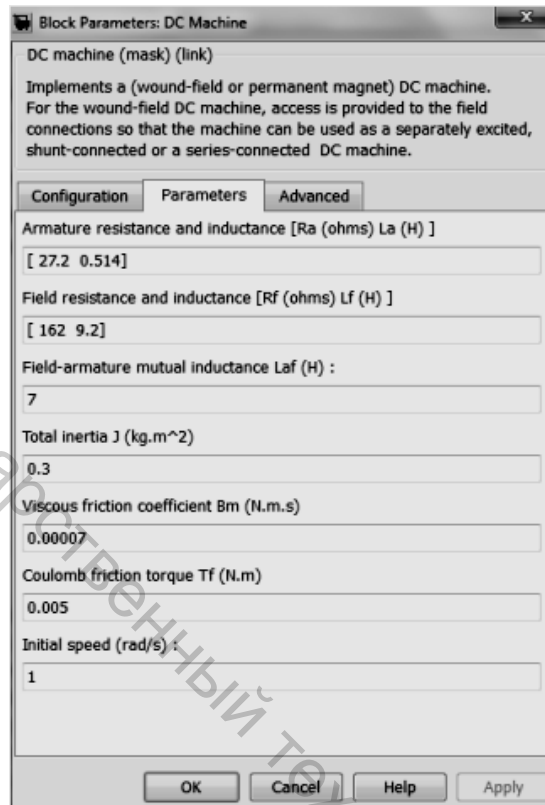 Block Parameters: DC Machine
x
DC machine (mask) (link)
Implements a (wound-field or permanent magnet) DC machine.
For the wound-field DC machine, access is provided to the field
connections so that the machine can be used as a separately excited,
shunt-connected or a series-connected DC machine.
Configuration Parameters Advanced
Armature resistance and inductance [Ra (ohms) La (H) ]
[ 27.2 0.514]
Field resistance and inductance [Rf (ohms) Lf (H) ]
[ 162 9.2]
Field-armature mutual inductance Laf (H) :
7
Total inertia J (kg.m^2)
0.3
Viscous friction coefficient Bm (N.m.s)
0.00007
Coulomb friction torque Tf (N.m)
0.005
Initial speed (rad/s) :
1
OK Cancel Help Apply
арственный тех